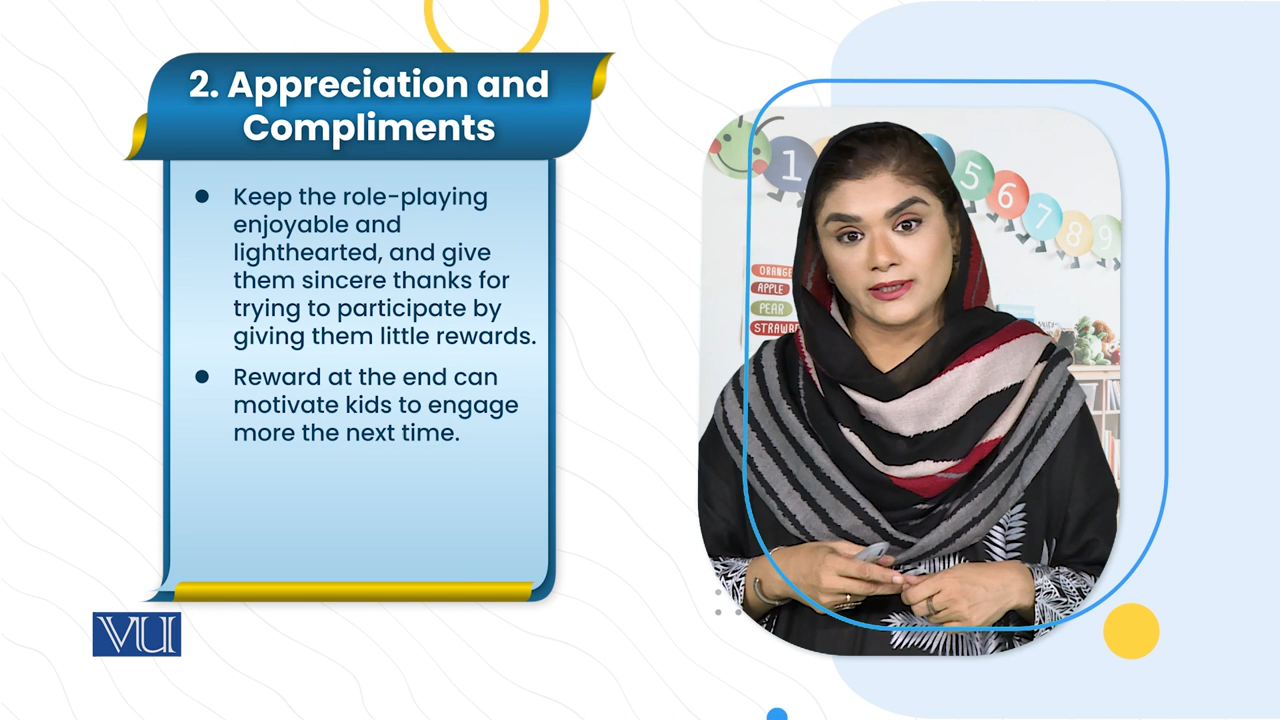 2. Appreciation and
Compliments
Keep the role-playing
enjoyable and
lighthearted, and give
them sincere thanks for
trying to participate by
giving them little rewards.
Reward at the end can
motivate kids to engage
more the next time.
VU
1
5
6
7
8
9
ORANGE
APPLE
PEAR